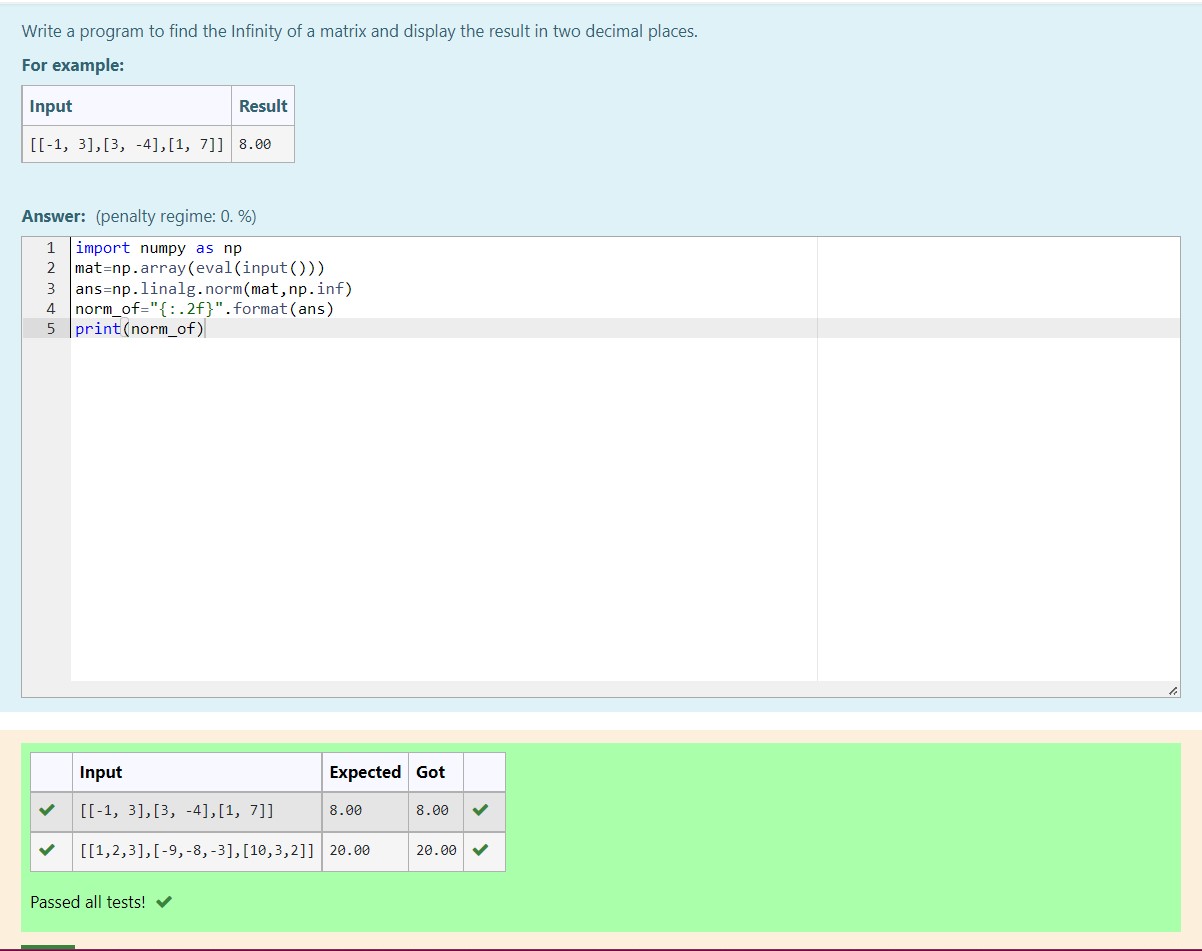 Write a program to find the Infinity of a matrix and display the result in two decimal places.
For example:
Input Result
[[-1, 3],[3, -4],[1, 7]] 8.00
Answer: (penalty regime: 0. %)
1 import numpy as np
2 mat=np.array(eval(input()))
3 ans=np.linalg.norm(mat,np.inf)
4 norm_of="{:.2f}".format(ans)
5 print(norm_of)
Input Expected Got
[[-1, 3],[3, -4],[1, 7]] 8.00 8.00
[[1,2,3],[-9,-8,-3],[10,3,2]] 20.00 20.00
Passed all tests!